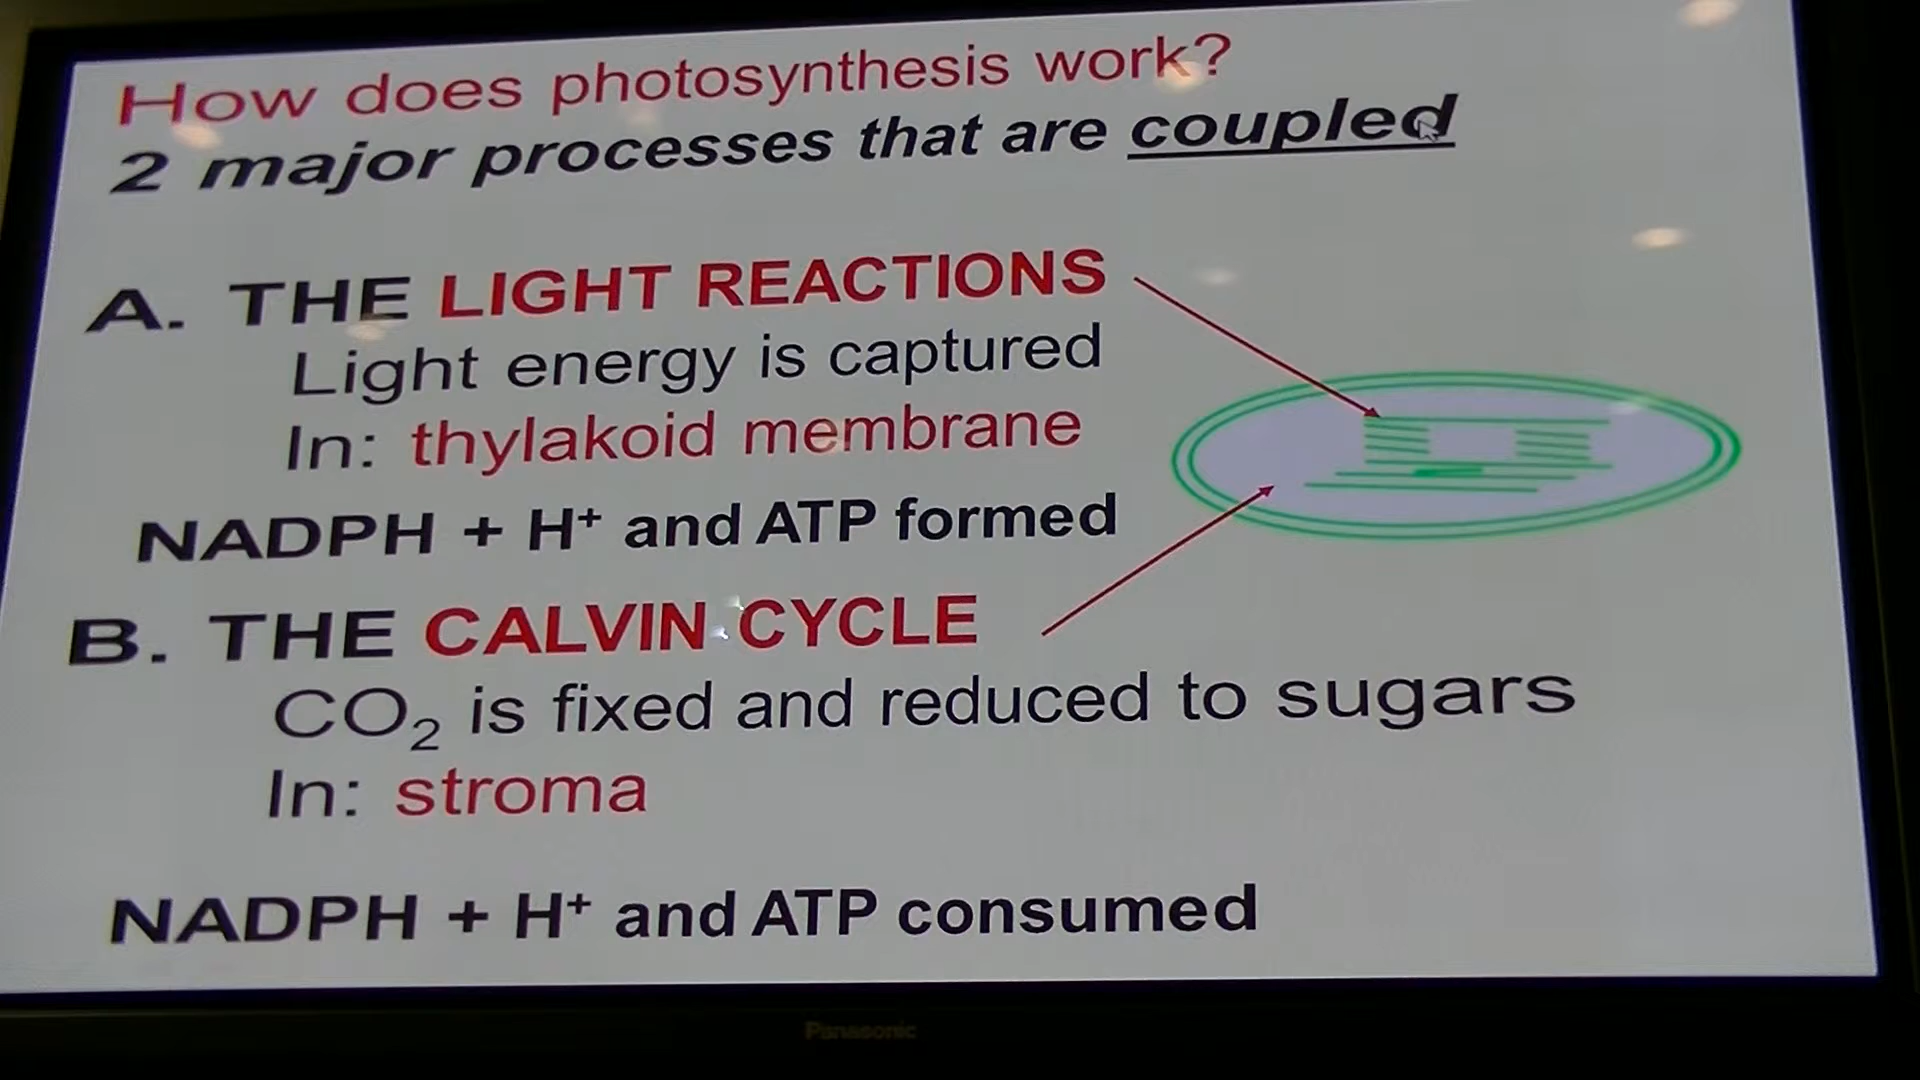 How does photosynthesis work?
2 major processes that are coupled
A. THE LIGHT REACTIONS
Light energy is captured
In: thylakoid membrane
NADPH + H⁺ and ATP formed
B. THE CALVIN CYCLE
CO₂ is fixed and reduced to sugars
In: stroma
NADPH + H⁺ and ATP consumed
Panasonic